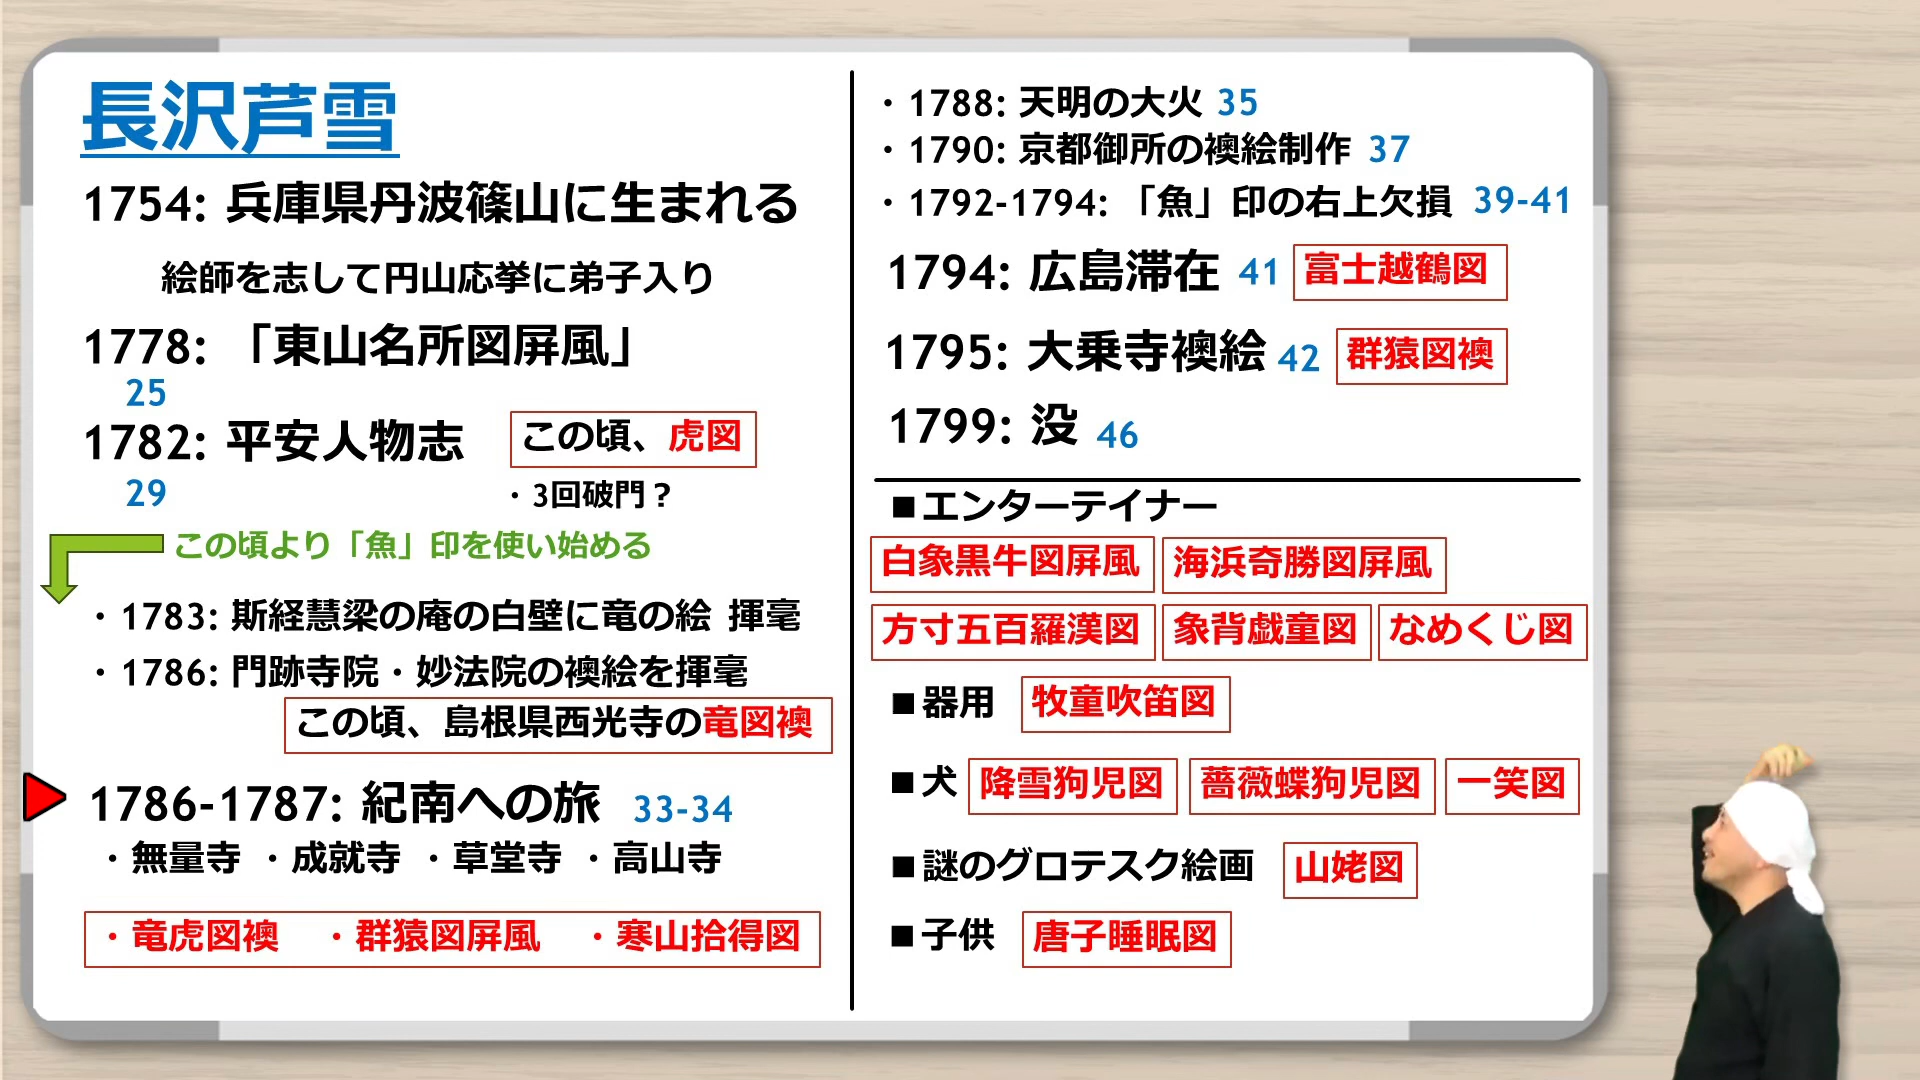 長沢芦雪
1754: 兵庫県丹波篠山に生まれる
絵師を志して円山応挙に弟子入り
1778: 「東山名所図屏風」
25
1782: 平安人物志 この頃、虎図
29 ・3回破門？
この頃より「魚」印を使い始める
・1783: 斯経慧梁の庵の白壁に竜の絵 揮毫
・1786: 門跡寺院・妙法院の襖絵を揮毫
この頃、島根県西光寺の竜図襖
1786-1787: 紀南への旅 33-34
・無量寺 ・成就寺 ・草堂寺 ・高山寺
・竜虎図襖 ・群猿図屏風 ・寒山拾得図
・1788: 天明の大火 35
・1790: 京都御所の襖絵制作 37
・1792-1794: 「魚」印の右上欠損 39-41
1794: 広島滞在 41 富士越鶴図
1795: 大乗寺襖絵 42 群猿図襖
1799: 没 46
■エンターテイナー
白象黒牛図屏風 海浜奇勝図屏風
方寸五百羅漢図 象背戯童図 なめくじ図
■器用 牧童吹笛図
■犬 降雪狗児図 薔薇蝶狗児図 一笑図
■謎のグロテスク絵画 山姥図
■子供 唐子睡眠図